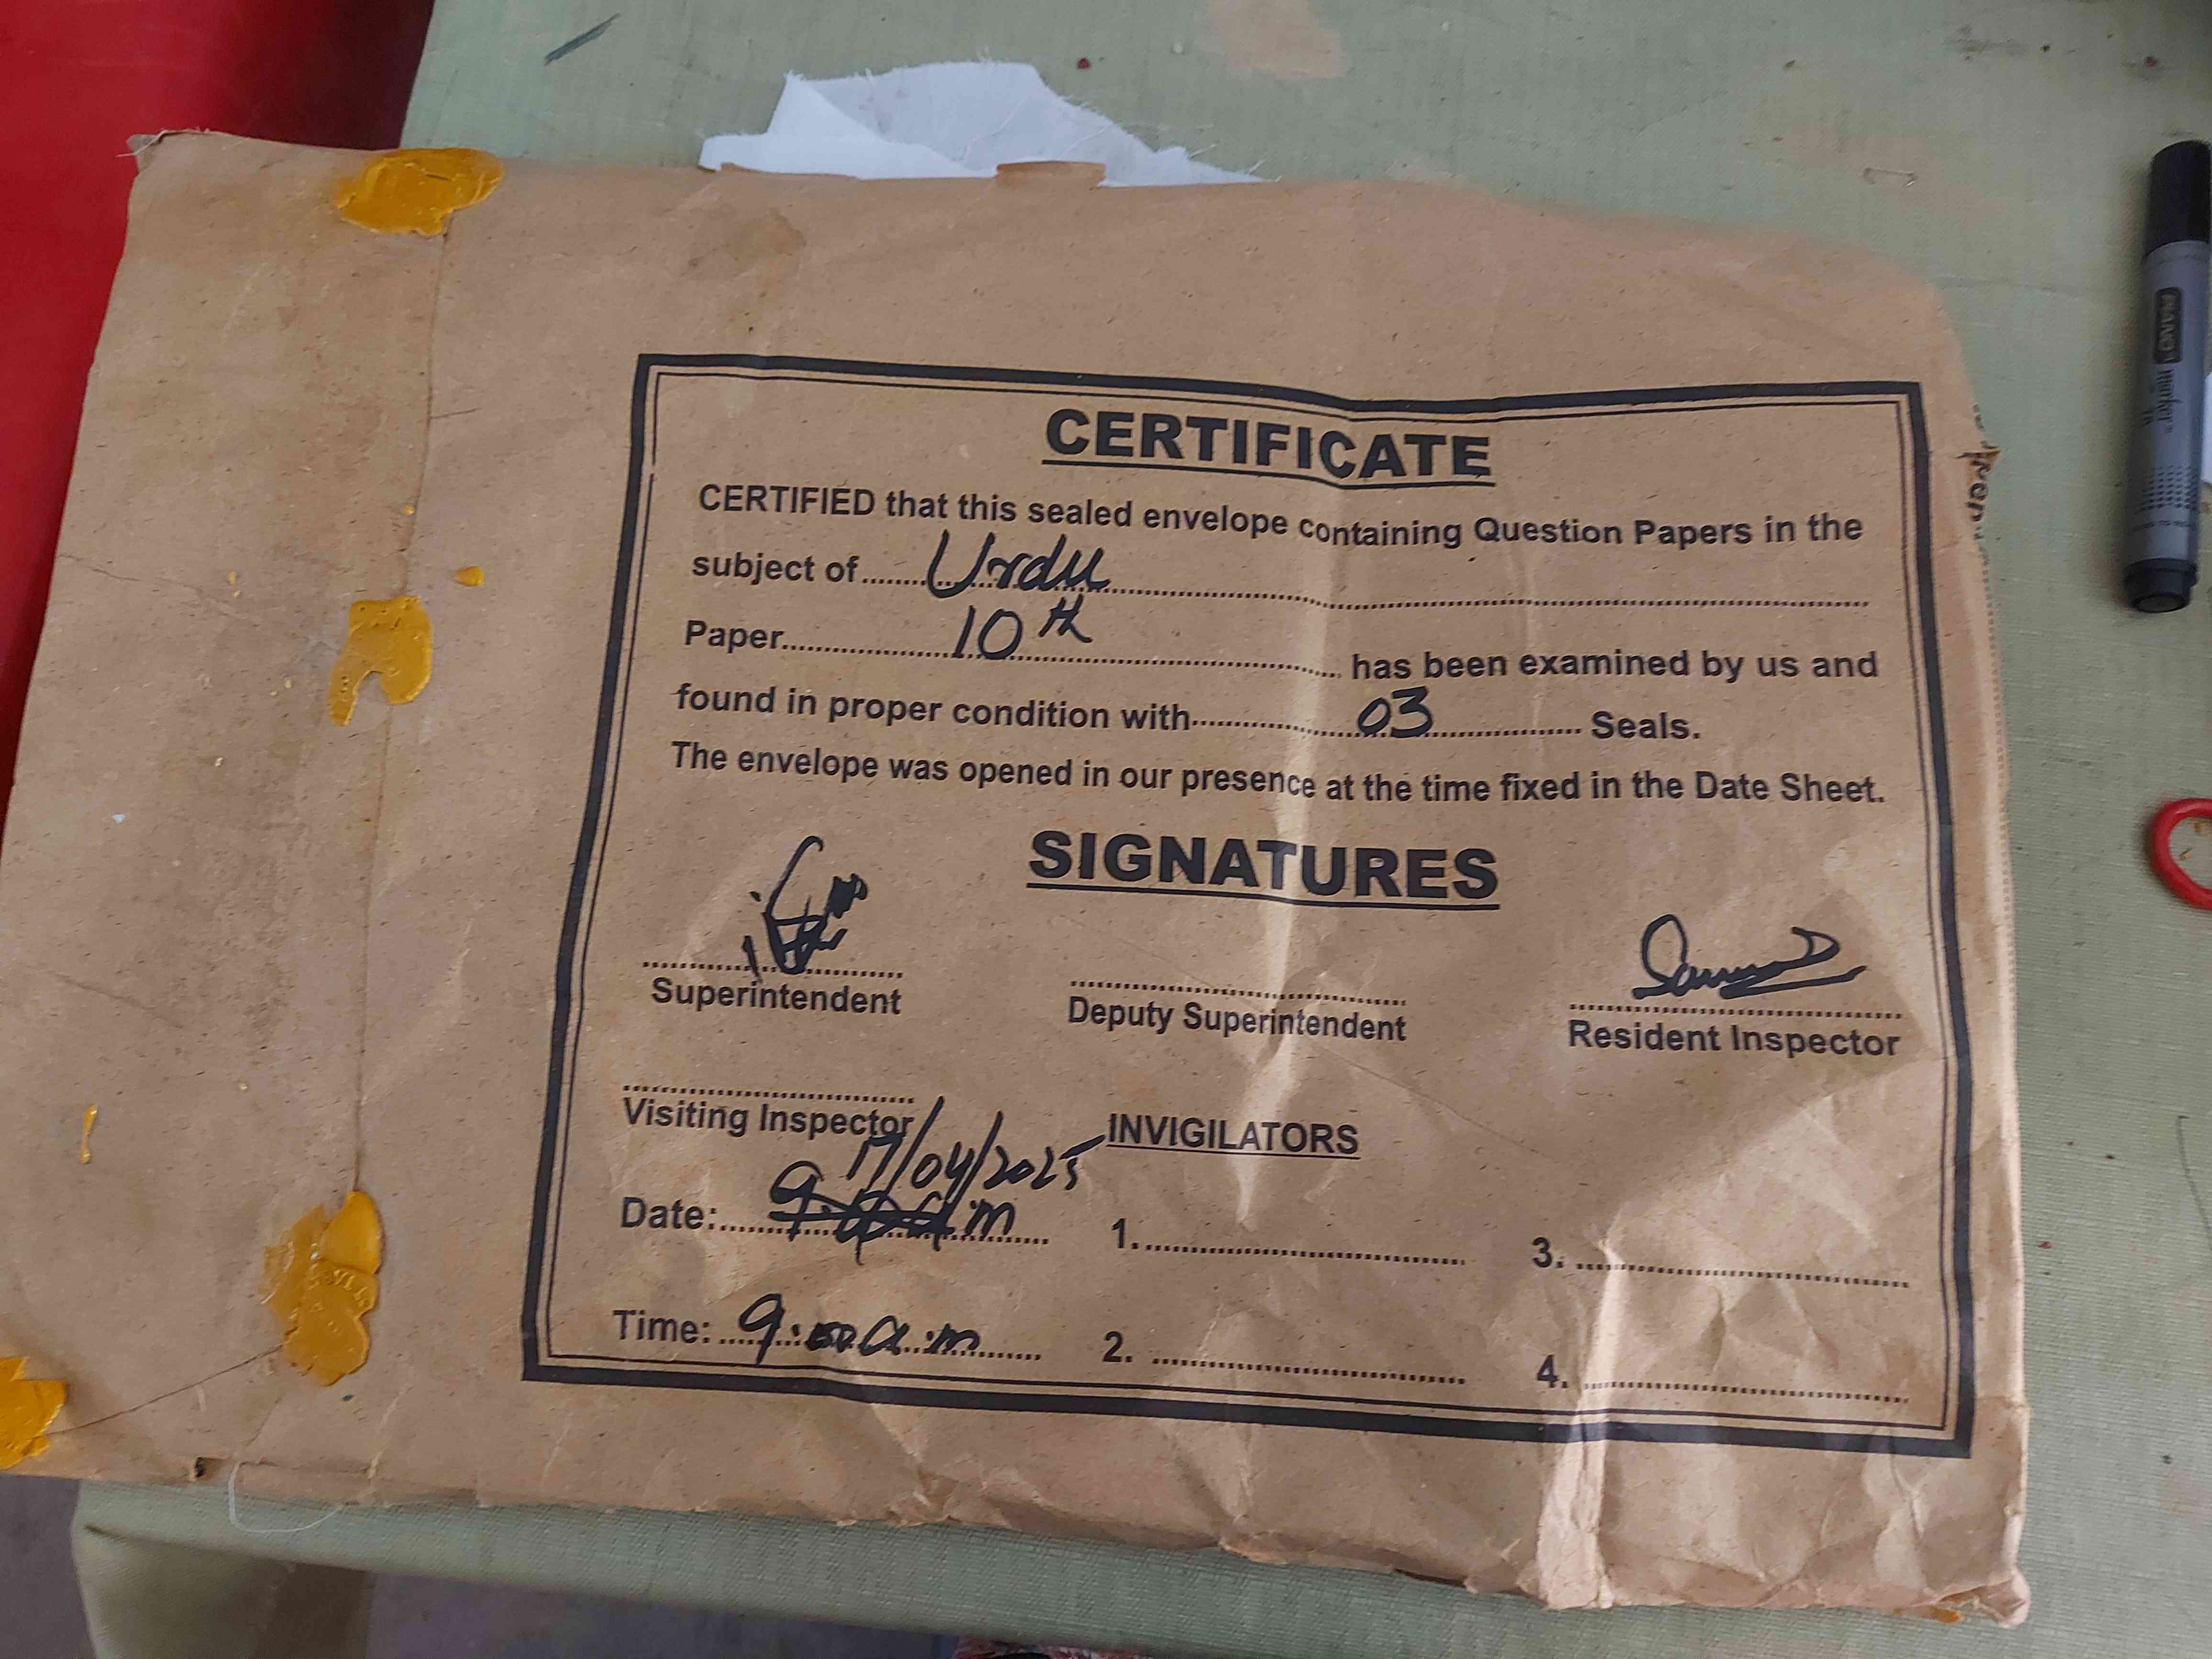 CERTIFICATE
CERTIFIED that this sealed envelope containing Question Papers in the
subject of Urdu
Paper 10th has been examined by us and
found in proper condition with 03 Seals.
The envelope was opened in our presence at the time fixed in the Date Sheet.
SIGNATURES
Superintendent
Deputy Superintendent
Resident Inspector
Visiting Inspector
INVIGILATORS
17/04/2025
Date:
1.
3.
Time: 9:00 a.m
2.
4.
marker